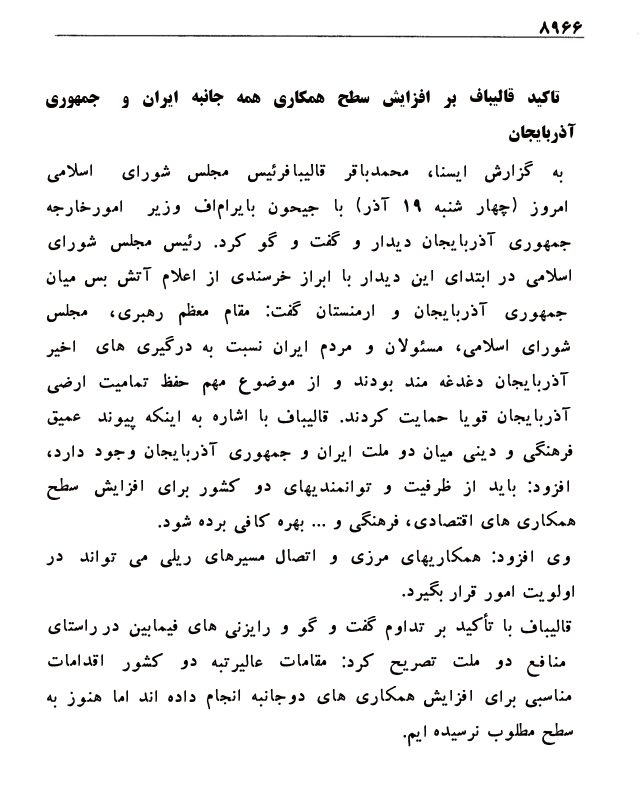 ۸۹۶۶
تاکید قالیباف بر افزایش سطح همکاری همه جانبه ایران و جمهوری
آذربایجان
به گزارش ایسنا، محمدباقر قالیبافرئیس مجلس شورای اسلامی
امروز (چهار شنبه ۱۹ آذر) با جیحون بایرام‌اف وزیر امورخارجه
جمهوری آذربایجان دیدار و گفت و گو کرد. رئیس مجلس شورای
اسلامی در ابتدای این دیدار با ابراز خرسندی از اعلام آتش بس میان
جمهوری آذربایجان و ارمنستان گفت: مقام معظم رهبری، مجلس
شورای اسلامی، مسئولان و مردم ایران نسبت به درگیری های اخیر
آذربایجان دغدغه مند بودند و از موضوع مهم حفظ تمامیت ارضی
آذربایجان قویا حمایت کردند. قالیباف با اشاره به اینکه پیوند عمیق
فرهنگی و دینی میان دو ملت ایران و جمهوری آذربایجان وجود دارد،
افزود: باید از ظرفیت و توانمندیهای دو کشور برای افزایش سطح
همکاری های اقتصادی، فرهنگی و ... بهره کافی برده شود.
وی افزود: همکاریهای مرزی و اتصال مسیرهای ریلی می تواند در
اولویت امور قرار بگیرد.
قالیباف با تأکید بر تداوم گفت و گو و رایزنی های فیمابین در راستای
منافع دو ملت تصریح کرد: مقامات عالیرتبه دو کشور اقدامات
مناسبی برای افزایش همکاری های دوجانبه انجام داده اند اما هنوز به
سطح مطلوب نرسیده ایم.